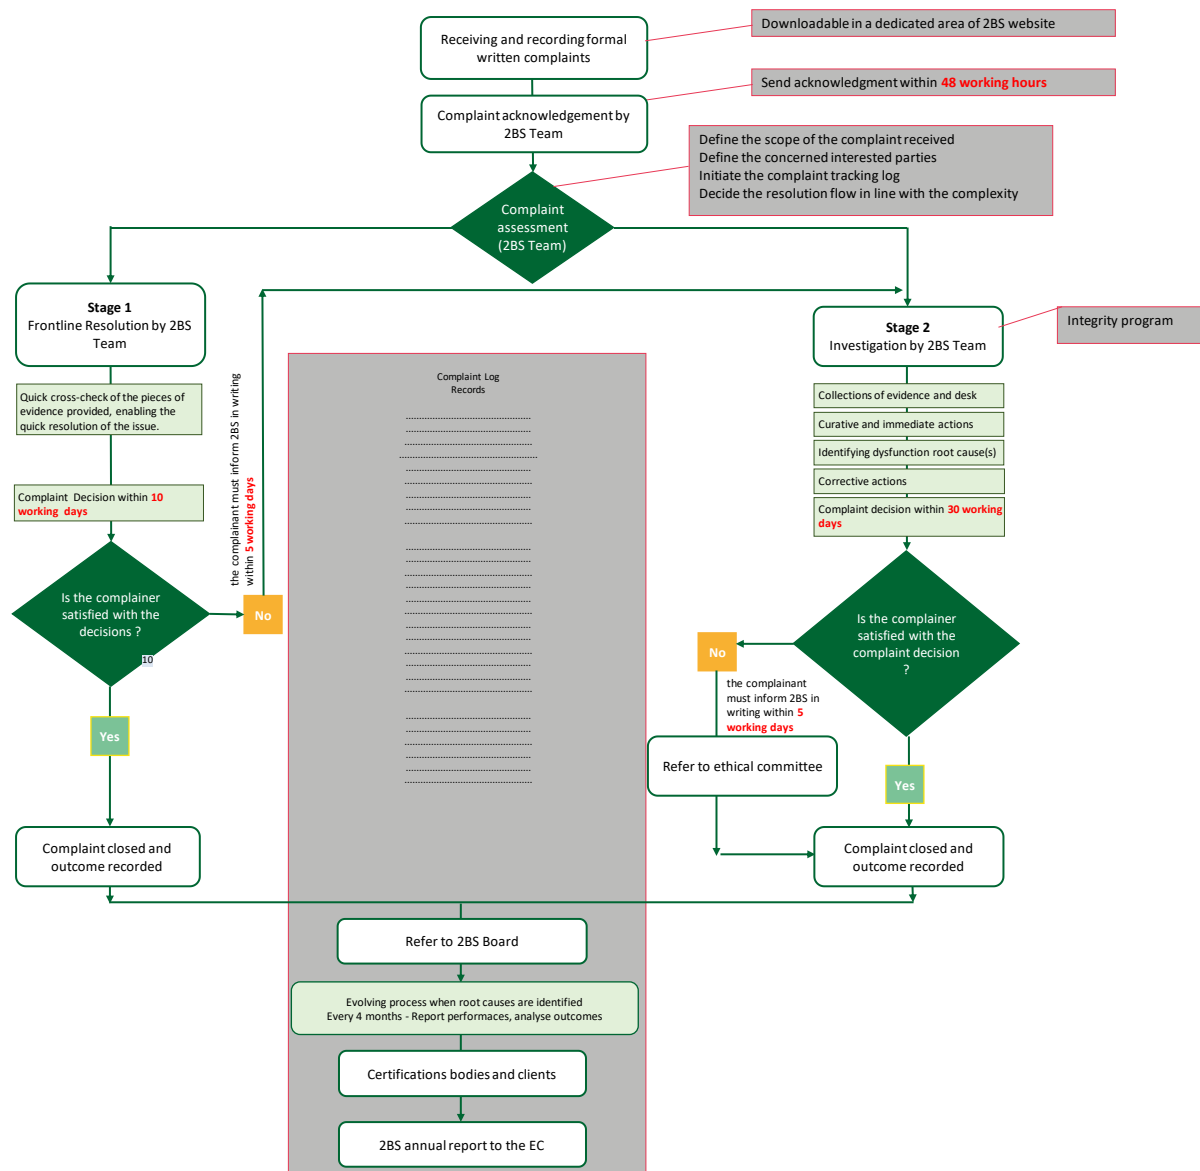 Receiving and recording formal
written complaints
Downloadable in a dedicated area of 2BS website
Complaint acknowledgement by
2BS Team
Send acknowledgment within 48 working hours
Define the scope of the complaint received
Define the concerned interested parties
Initiate the complaint tracking log
Decide the resolution flow in line with the complexity
Complaint
assessment
(2BS Team)
Stage 1
Frontline Resolution by 2BS
Team
Quick cross-check of the pieces of
evidence provided, enabling the
quick resolution of the issue.
Complaint Decision within 10
working days
Is the complainer
satisfied with the
decisions ?
10
No
the complainant must inform 2BS in writing
within 5 working days
Yes
Complaint closed and
outcome recorded
Complaint Log
Records
Stage 2
Investigation by 2BS Team
Integrity program
Collections of evidence and desk
Curative and immediate actions
Identifying dysfunction root cause(s)
Corrective actions
Complaint decision within 30 working
days
Is the complainer
satisfied with the
complaint decision
?
No
the complainant
must inform 2BS in
writing within 5
working days
Refer to ethical committee
Yes
Complaint closed and
outcome recorded
Refer to 2BS Board
Evolving process when root causes are identified
Every 4 months - Report performaces, analyse outcomes
Certifications bodies and clients
2BS annual report to the EC